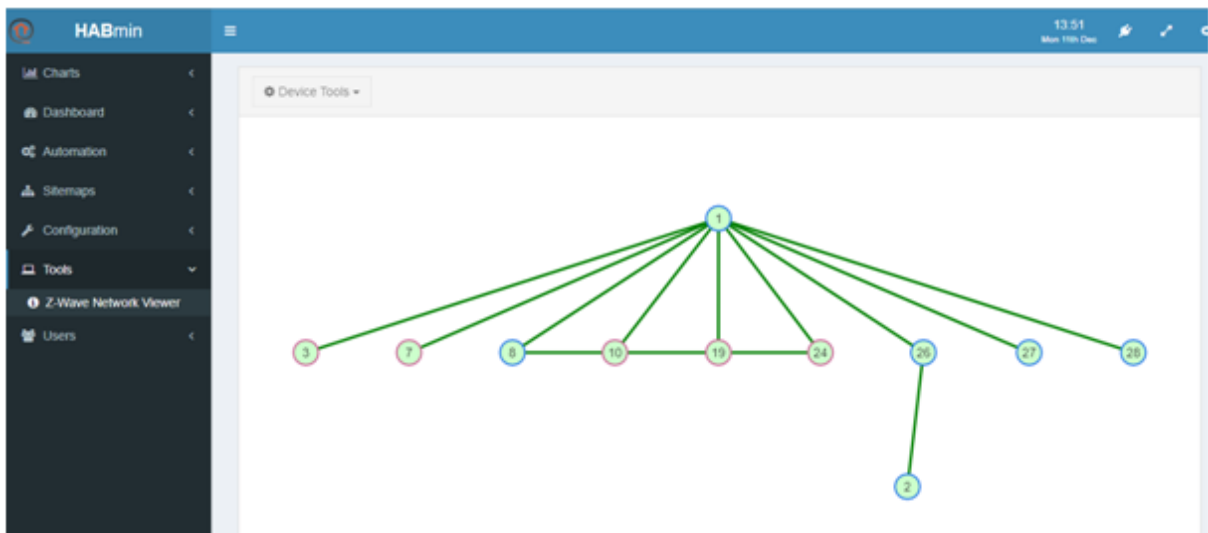 HABmin
13:51
Mon 11th Dec
Charts
Dashboard
Automation
Sitemaps
Configuration
Tools
Z-Wave Network Viewer
Users
Device Tools
1
3 7 8 10 19 24 26 27 28
2